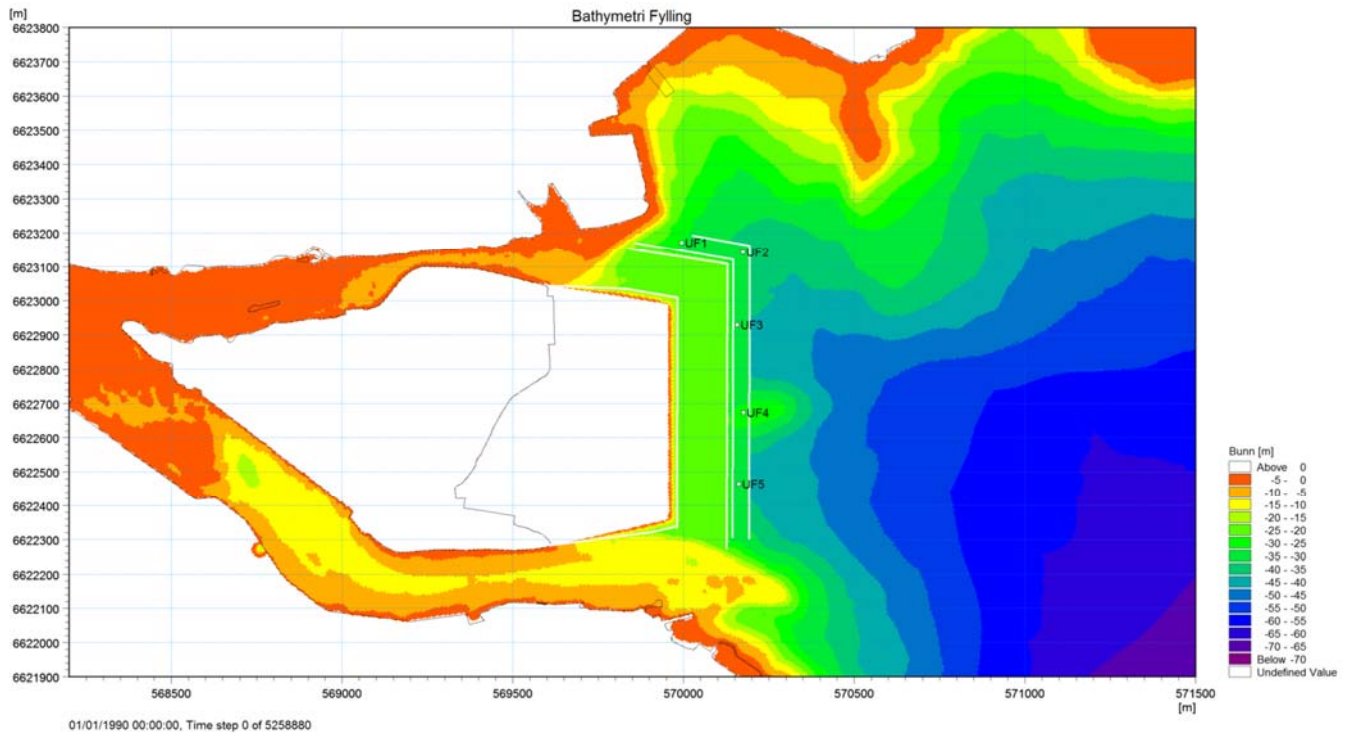 [m]
Bathymetri Fylling
6623800
6623700
6623600
6623500
6623400
6623300
6623200
6623100
6623000
6622900
6622800
6622700
6622600
6622500
6622400
6622300
6622200
6622100
6622000
6621900
UF1
UF2
UF3
UF4
UF5
568500
569000
569500
570000
570500
571000
571500
[m]
Bunn [m]
Above 0
-5 - 0
-10 - -5
-15 - -10
-20 - -15
-25 - -20
-30 - -25
-35 - -30
-40 - -35
-45 - -40
-50 - -45
-55 - -50
-60 - -55
-65 - -60
-70 - -65
Below -70
Undefined Value
01/01/1990 00:00:00, Time step 0 of 5258880